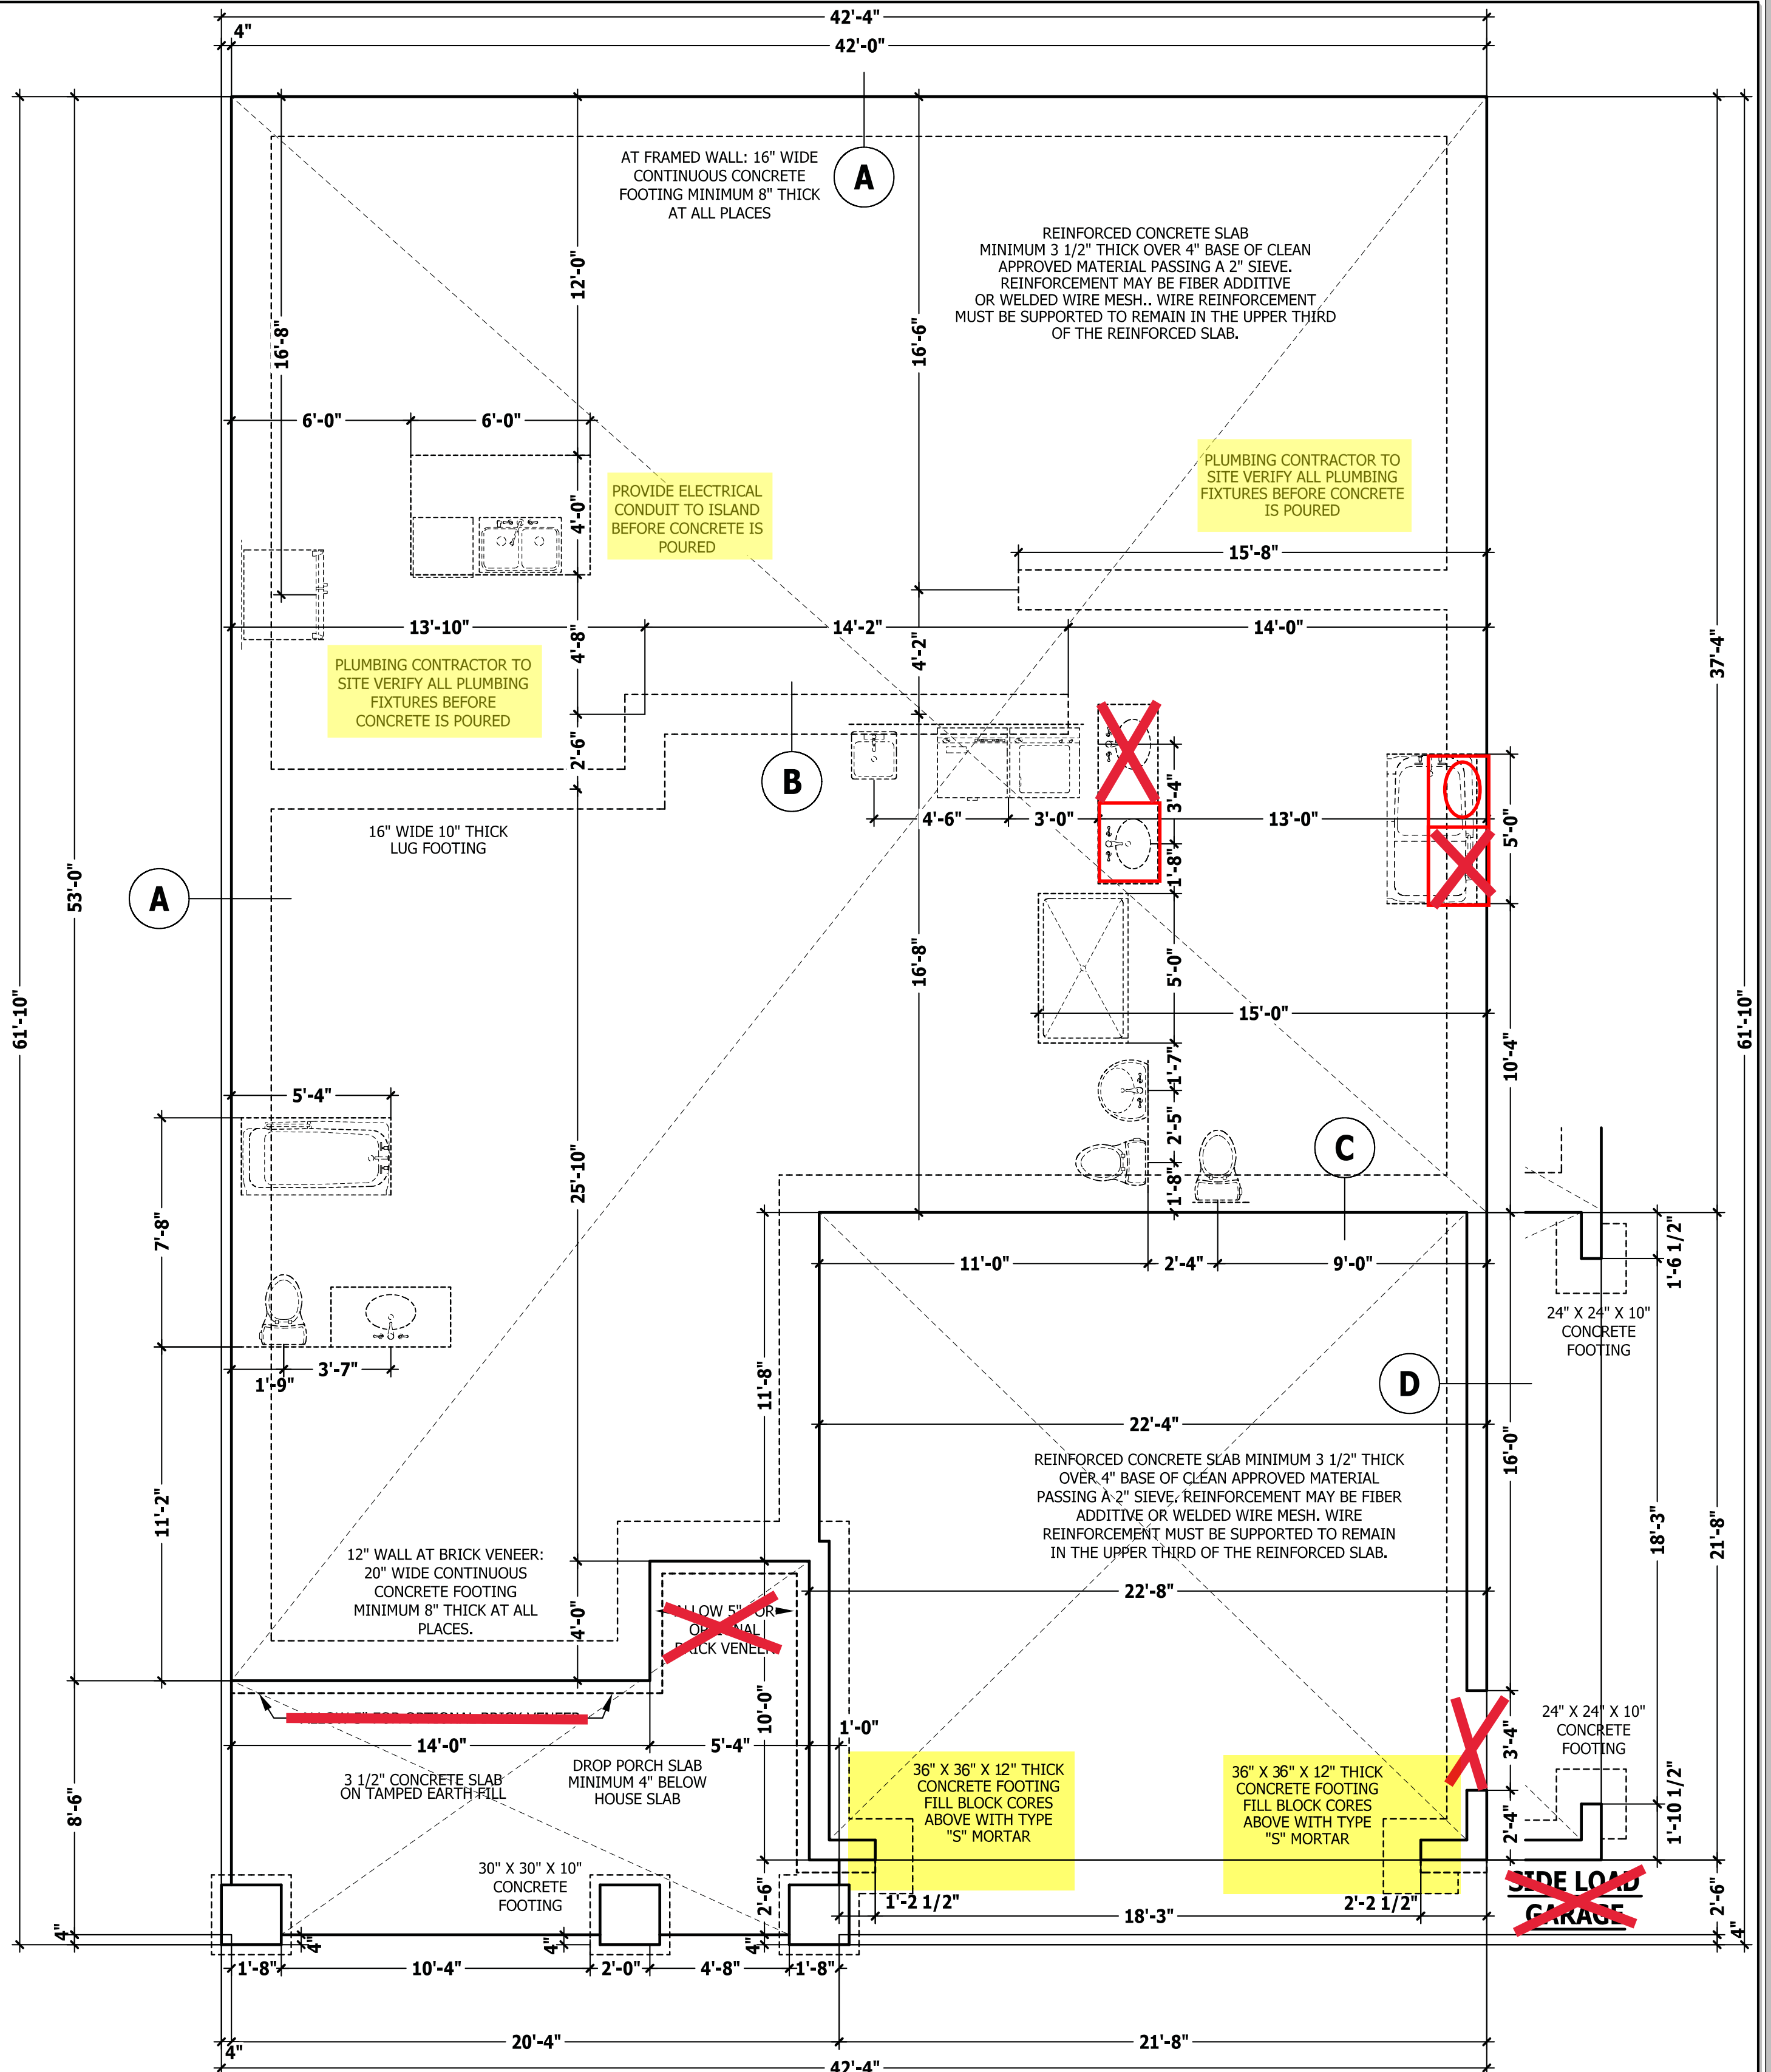 42'-4"
4"
42'-0"
A
AT FRAMED WALL: 16" WIDE
CONTINUOUS CONCRETE
FOOTING MINIMUM 8" THICK
AT ALL PLACES
REINFORCED CONCRETE SLAB
MINIMUM 3 1/2" THICK OVER 4" BASE OF CLEAN
APPROVED MATERIAL PASSING A 2" SIEVE.
REINFORCEMENT MAY BE FIBER ADDITIVE
OR WELDED WIRE MESH.. WIRE REINFORCEMENT
MUST BE SUPPORTED TO REMAIN IN THE UPPER THIRD
OF THE REINFORCED SLAB.
12'-0"
16'-8"
16'-6"
6'-0"
6'-0"
PROVIDE ELECTRICAL
CONDUIT TO ISLAND
BEFORE CONCRETE IS
POURED
4'-0"
PLUMBING CONTRACTOR TO
SITE VERIFY ALL PLUMBING
FIXTURES BEFORE CONCRETE
IS POURED
15'-8"
13'-10"
14'-2"
14'-0"
4'-8"
4'-2"
37'-4"
PLUMBING CONTRACTOR TO
SITE VERIFY ALL PLUMBING
FIXTURES BEFORE
CONCRETE IS POURED
2'-6"
B
3'-4"
4'-6"
3'-0"
13'-0"
5'-0"
16" WIDE 10" THICK
LUG FOOTING
1'-8"
53'-0"
A
16'-8"
5'-0"
61'-10"
15'-0"
61'-10"
10'-4"
1'-7"
5'-4"
2'-5"
C
25'-10"
1'-8"
7'-8"
11'-0"
2'-4"
9'-0"
1'-6 1/2"
24" X 24" X 10"
CONCRETE
FOOTING
3'-7"
1'-9"
11'-8"
D
22'-4"
16'-0"
REINFORCED CONCRETE SLAB MINIMUM 3 1/2" THICK
OVER 4" BASE OF CLEAN APPROVED MATERIAL
PASSING A 2" SIEVE. REINFORCEMENT MAY BE FIBER
ADDITIVE OR WELDED WIRE MESH. WIRE
REINFORCEMENT MUST BE SUPPORTED TO REMAIN
IN THE UPPER THIRD OF THE REINFORCED SLAB.
11'-2"
18'-3"
21'-8"
12" WALL AT BRICK VENEER:
20" WIDE CONTINUOUS
CONCRETE FOOTING
MINIMUM 8" THICK AT ALL
PLACES.
22'-8"
4'-0"
5"
BRICK VENEER
10'-0"
1'-0"
14'-0"
5'-4"
3'-4"
24" X 24" X 10"
CONCRETE
FOOTING
3 1/2" CONCRETE SLAB
ON TAMPED EARTH FILL
DROP PORCH SLAB
MINIMUM 4" BELOW
HOUSE SLAB
36" X 36" X 12" THICK
CONCRETE FOOTING
FILL BLOCK CORES
ABOVE WITH TYPE
"S" MORTAR
36" X 36" X 12" THICK
CONCRETE FOOTING
FILL BLOCK CORES
ABOVE WITH TYPE
"S" MORTAR
8'-6"
2'-4"
1'-10 1/2"
30" X 30" X 10"
CONCRETE
FOOTING
SIDE LOAD
GARAGE
2'-6"
1'-2 1/2"
18'-3"
2'-2 1/2"
2'-6"
4"
4"
4"
4"
4"
1'-8"
10'-4"
2'-0"
4'-8"
1'-8"
20'-4"
21'-8"
4"
42'-4"